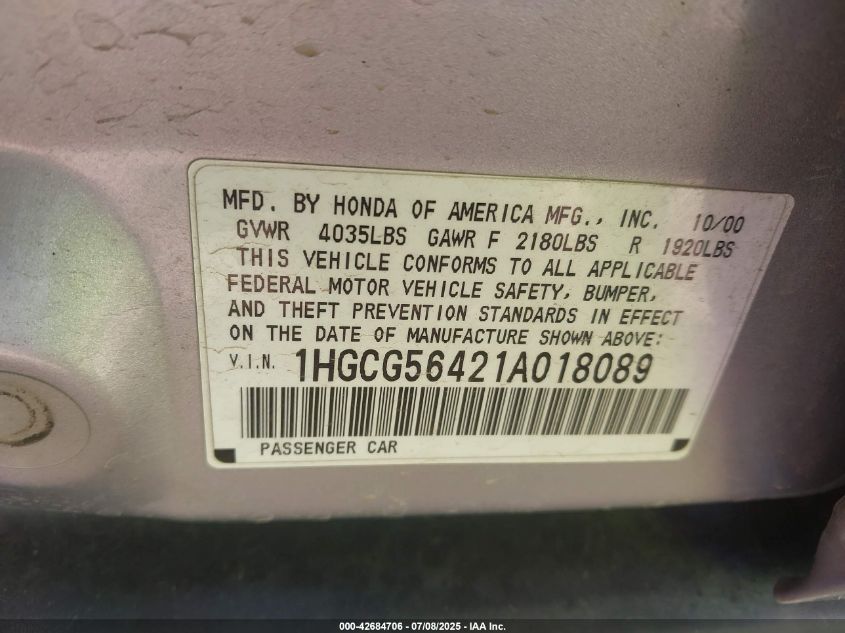 MFD. BY HONDA OF AMERICA MFG., INC. 10/00
GVWR 4035LBS GAWR F 2180LBS R 1920LBS
THIS VEHICLE CONFORMS TO ALL APPLICABLE
FEDERAL MOTOR VEHICLE SAFETY, BUMPER,
AND THEFT PREVENTION STANDARDS IN EFFECT
ON THE DATE OF MANUFACTURE SHOWN ABOVE:
V.I.N. 1HGCG56421A018089
PASSENGER CAR
000-42684706 - 07/08/2025 - IAA Inc.